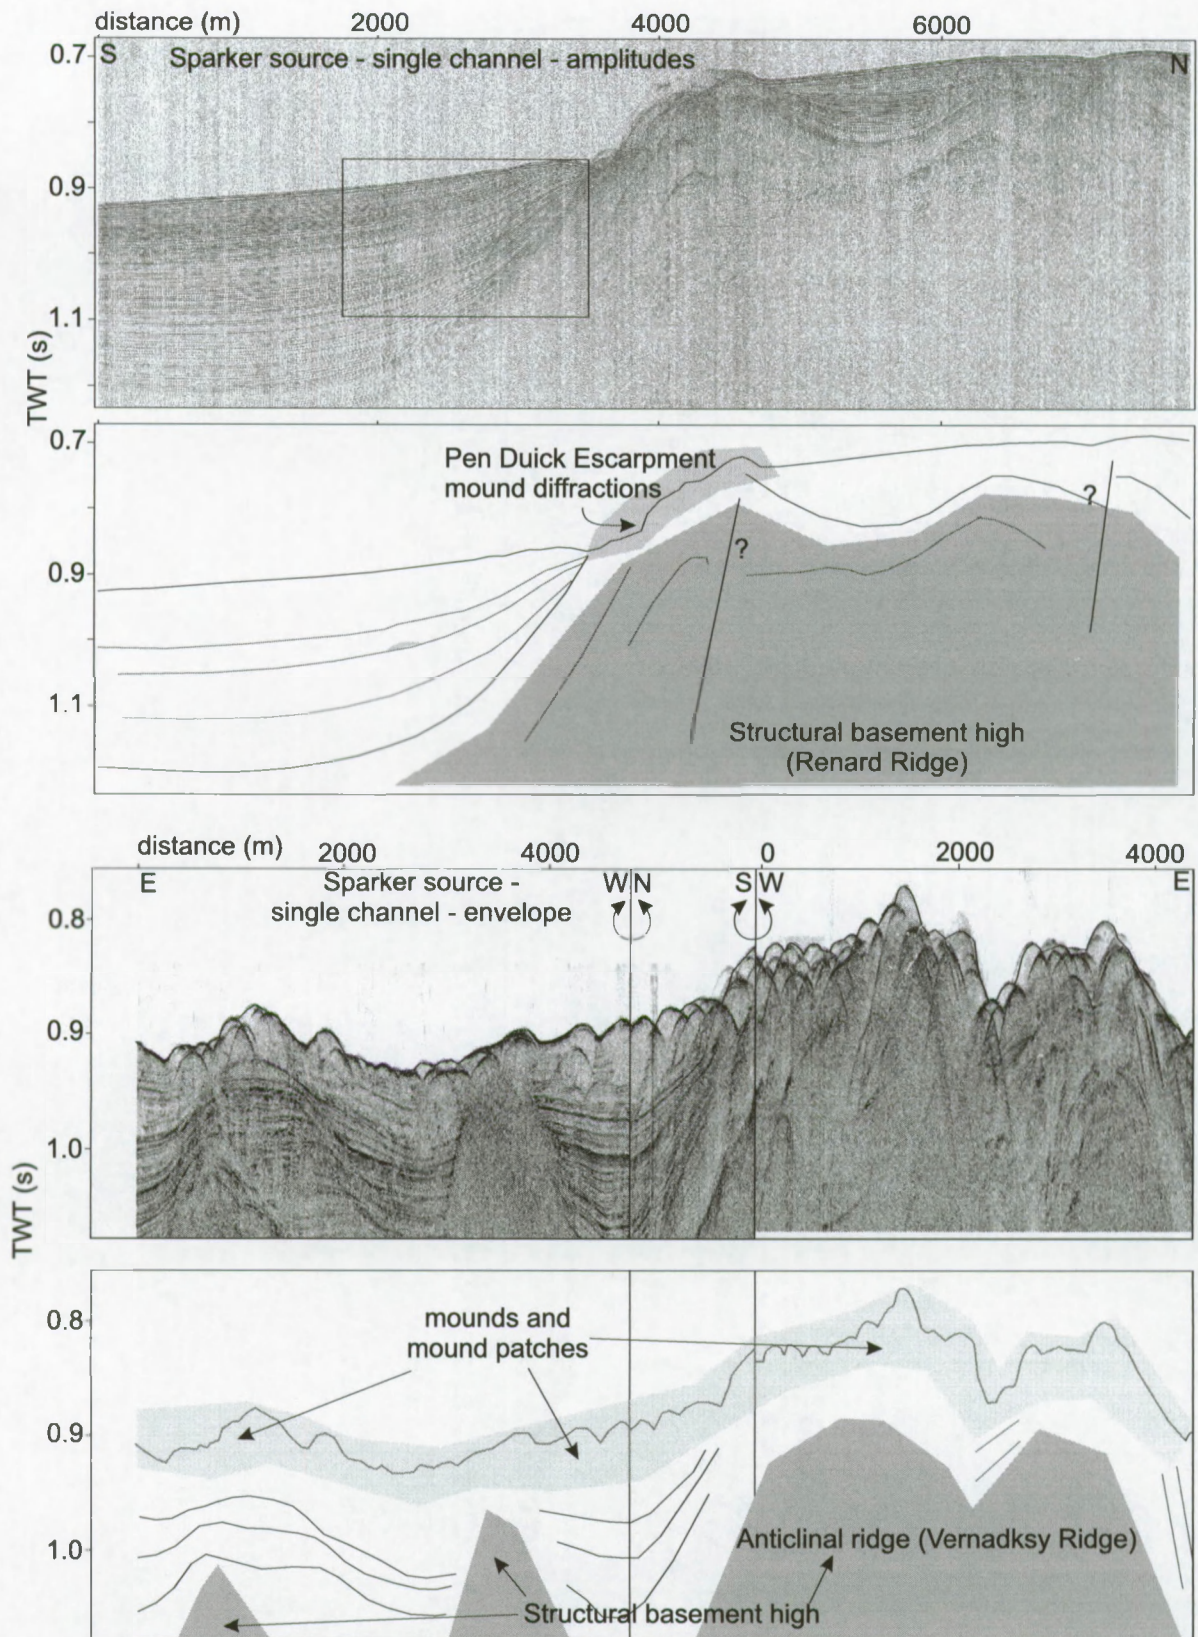 distance (m) 2000 4000 6000
0.7
S Sparker source - single channel - amplitudes N
0.9
1.1
TWT (s)
0.7
Pen Duick Escarpment
mound diffractions
?
?
0.9
1.1
Structural basement high
(Renard Ridge)
distance (m) 2000 4000 0 2000 4000
E Sparker source - W N S W E
single channel - envelope
0.8
0.9
1.0
TWT (s)
0.8
mounds and
mound patches
0.9
1.0
Anticlinal ridge (Vernadksy Ridge)
Structural basement high